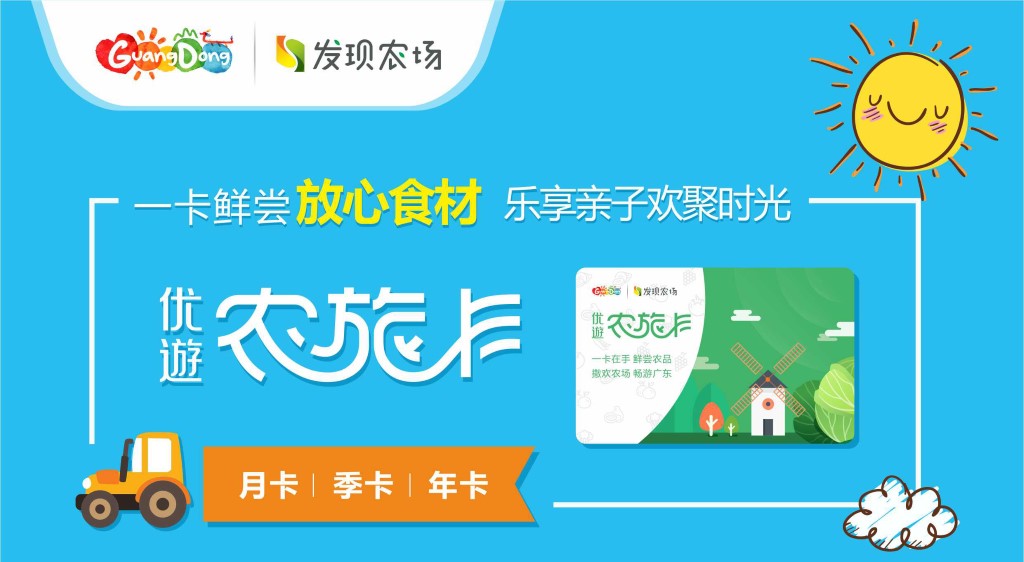 GuangDong 发现农场
一卡鲜尝放心食材 乐享亲子欢聚时光
优遊 农旅卡
GuangDong 发现农场
优遊 农旅卡
一卡在手 鲜尝农品
撒欢农场 畅游广东
月卡 | 季卡 | 年卡